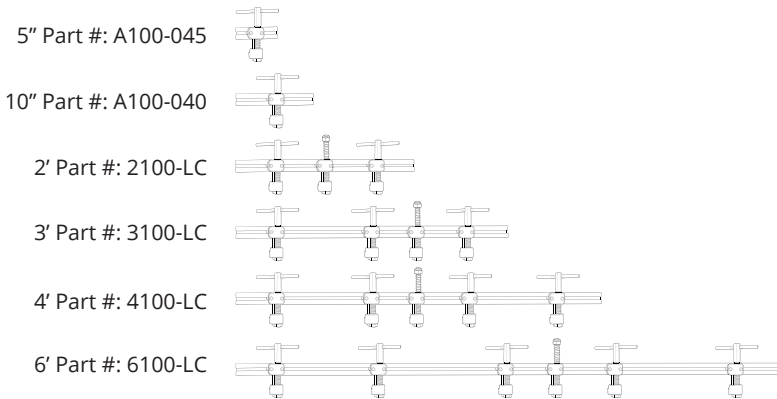 5” Part #: A100-045
10” Part #: A100-040
2’ Part #: 2100-LC
3’ Part #: 3100-LC
4’ Part #: 4100-LC
6’ Part #: 6100-LC